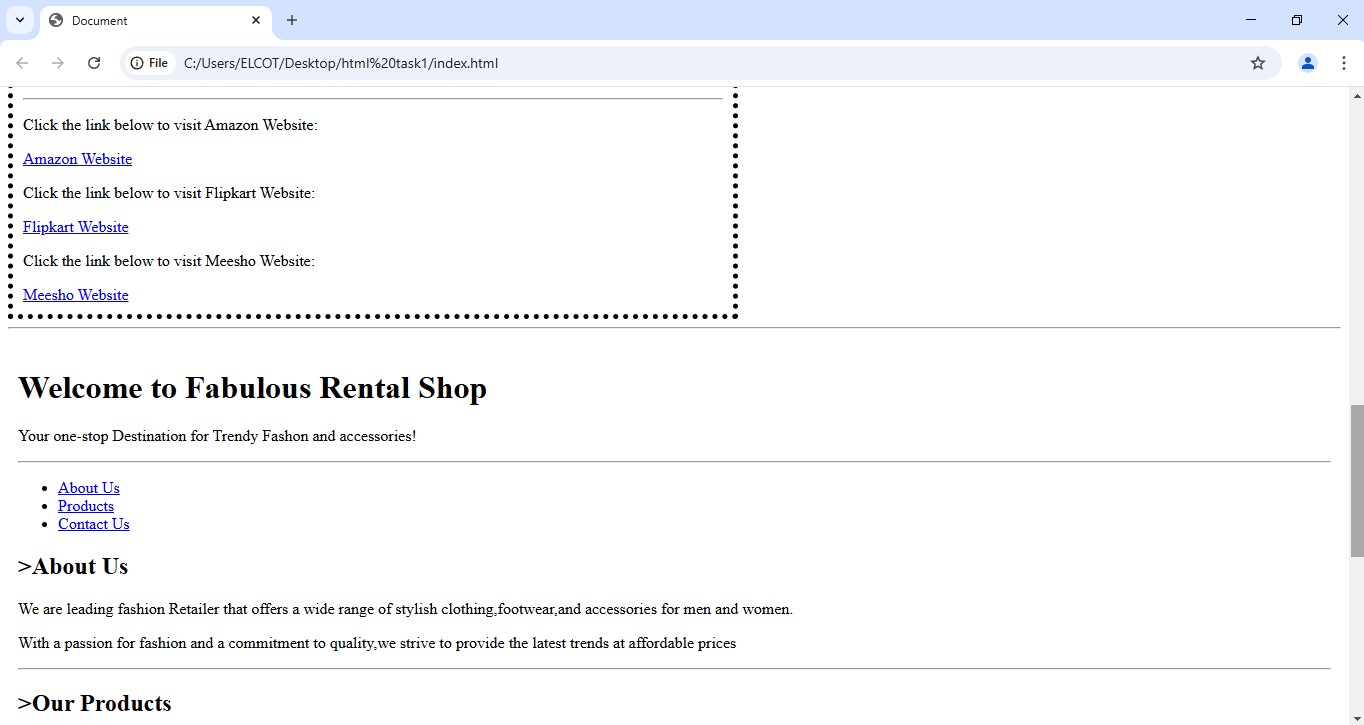 Document
File
C:/Users/ELCOT/Desktop/html%20task1/index.html
Click the link below to visit Amazon Website:
Amazon Website
Click the link below to visit Flipkart Website:
Flipkart Website
Click the link below to visit Meesho Website:
Meesho Website
Welcome to Fabulous Rental Shop
Your one-stop Destination for Trendy Fashon and accessories!
About Us
Products
Contact Us
>About Us
We are leading fashion Retailer that offers a wide range of stylish clothing,footwear,and accessories for men and women.
With a passion for fashion and a commitment to quality,we strive to provide the latest trends at affordable prices
>Our Products